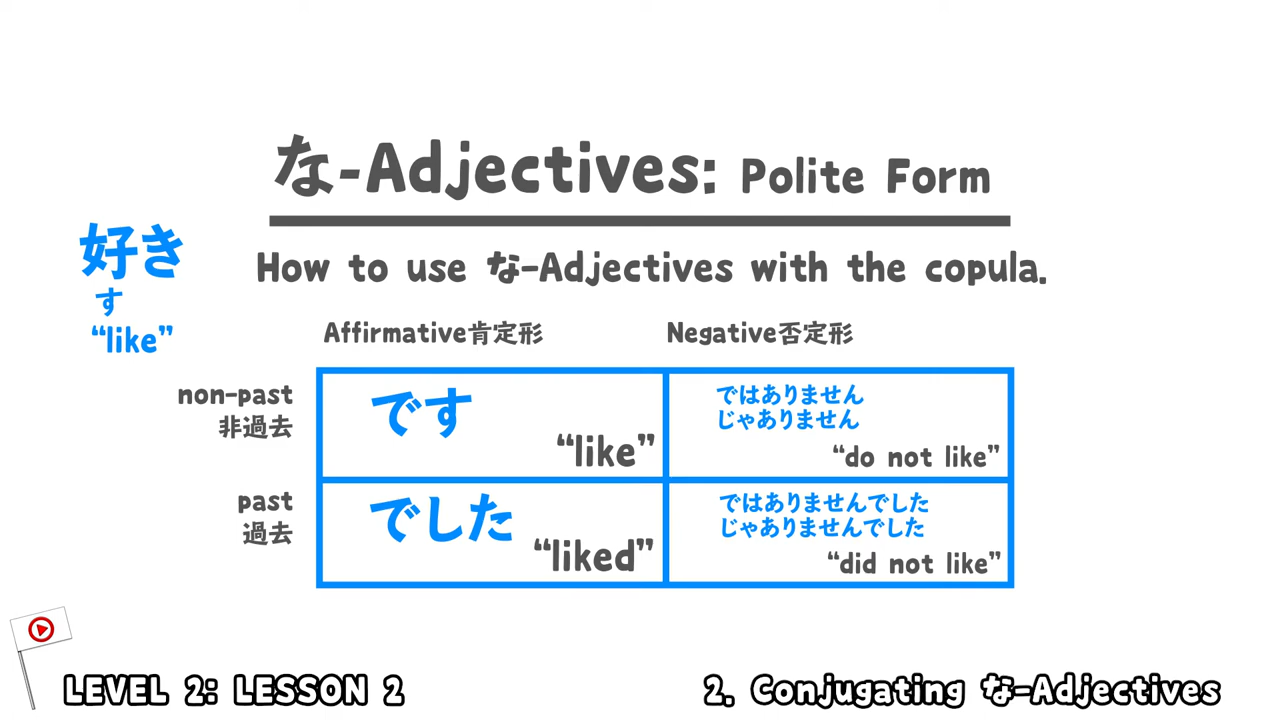 な-Adjectives: Polite Form
How to use な-Adjectives with the copula.
好き
す
“like”
Affirmative肯定形
Negative否定形
non-past
非過去
です
“like”
ではありません
じゃありません
“do not like”
past
過去
でした
“liked”
ではありませんでした
じゃありませんでした
“did not like”
LEVEL 2: LESSON 2
2. Conjugating な-Adjectives